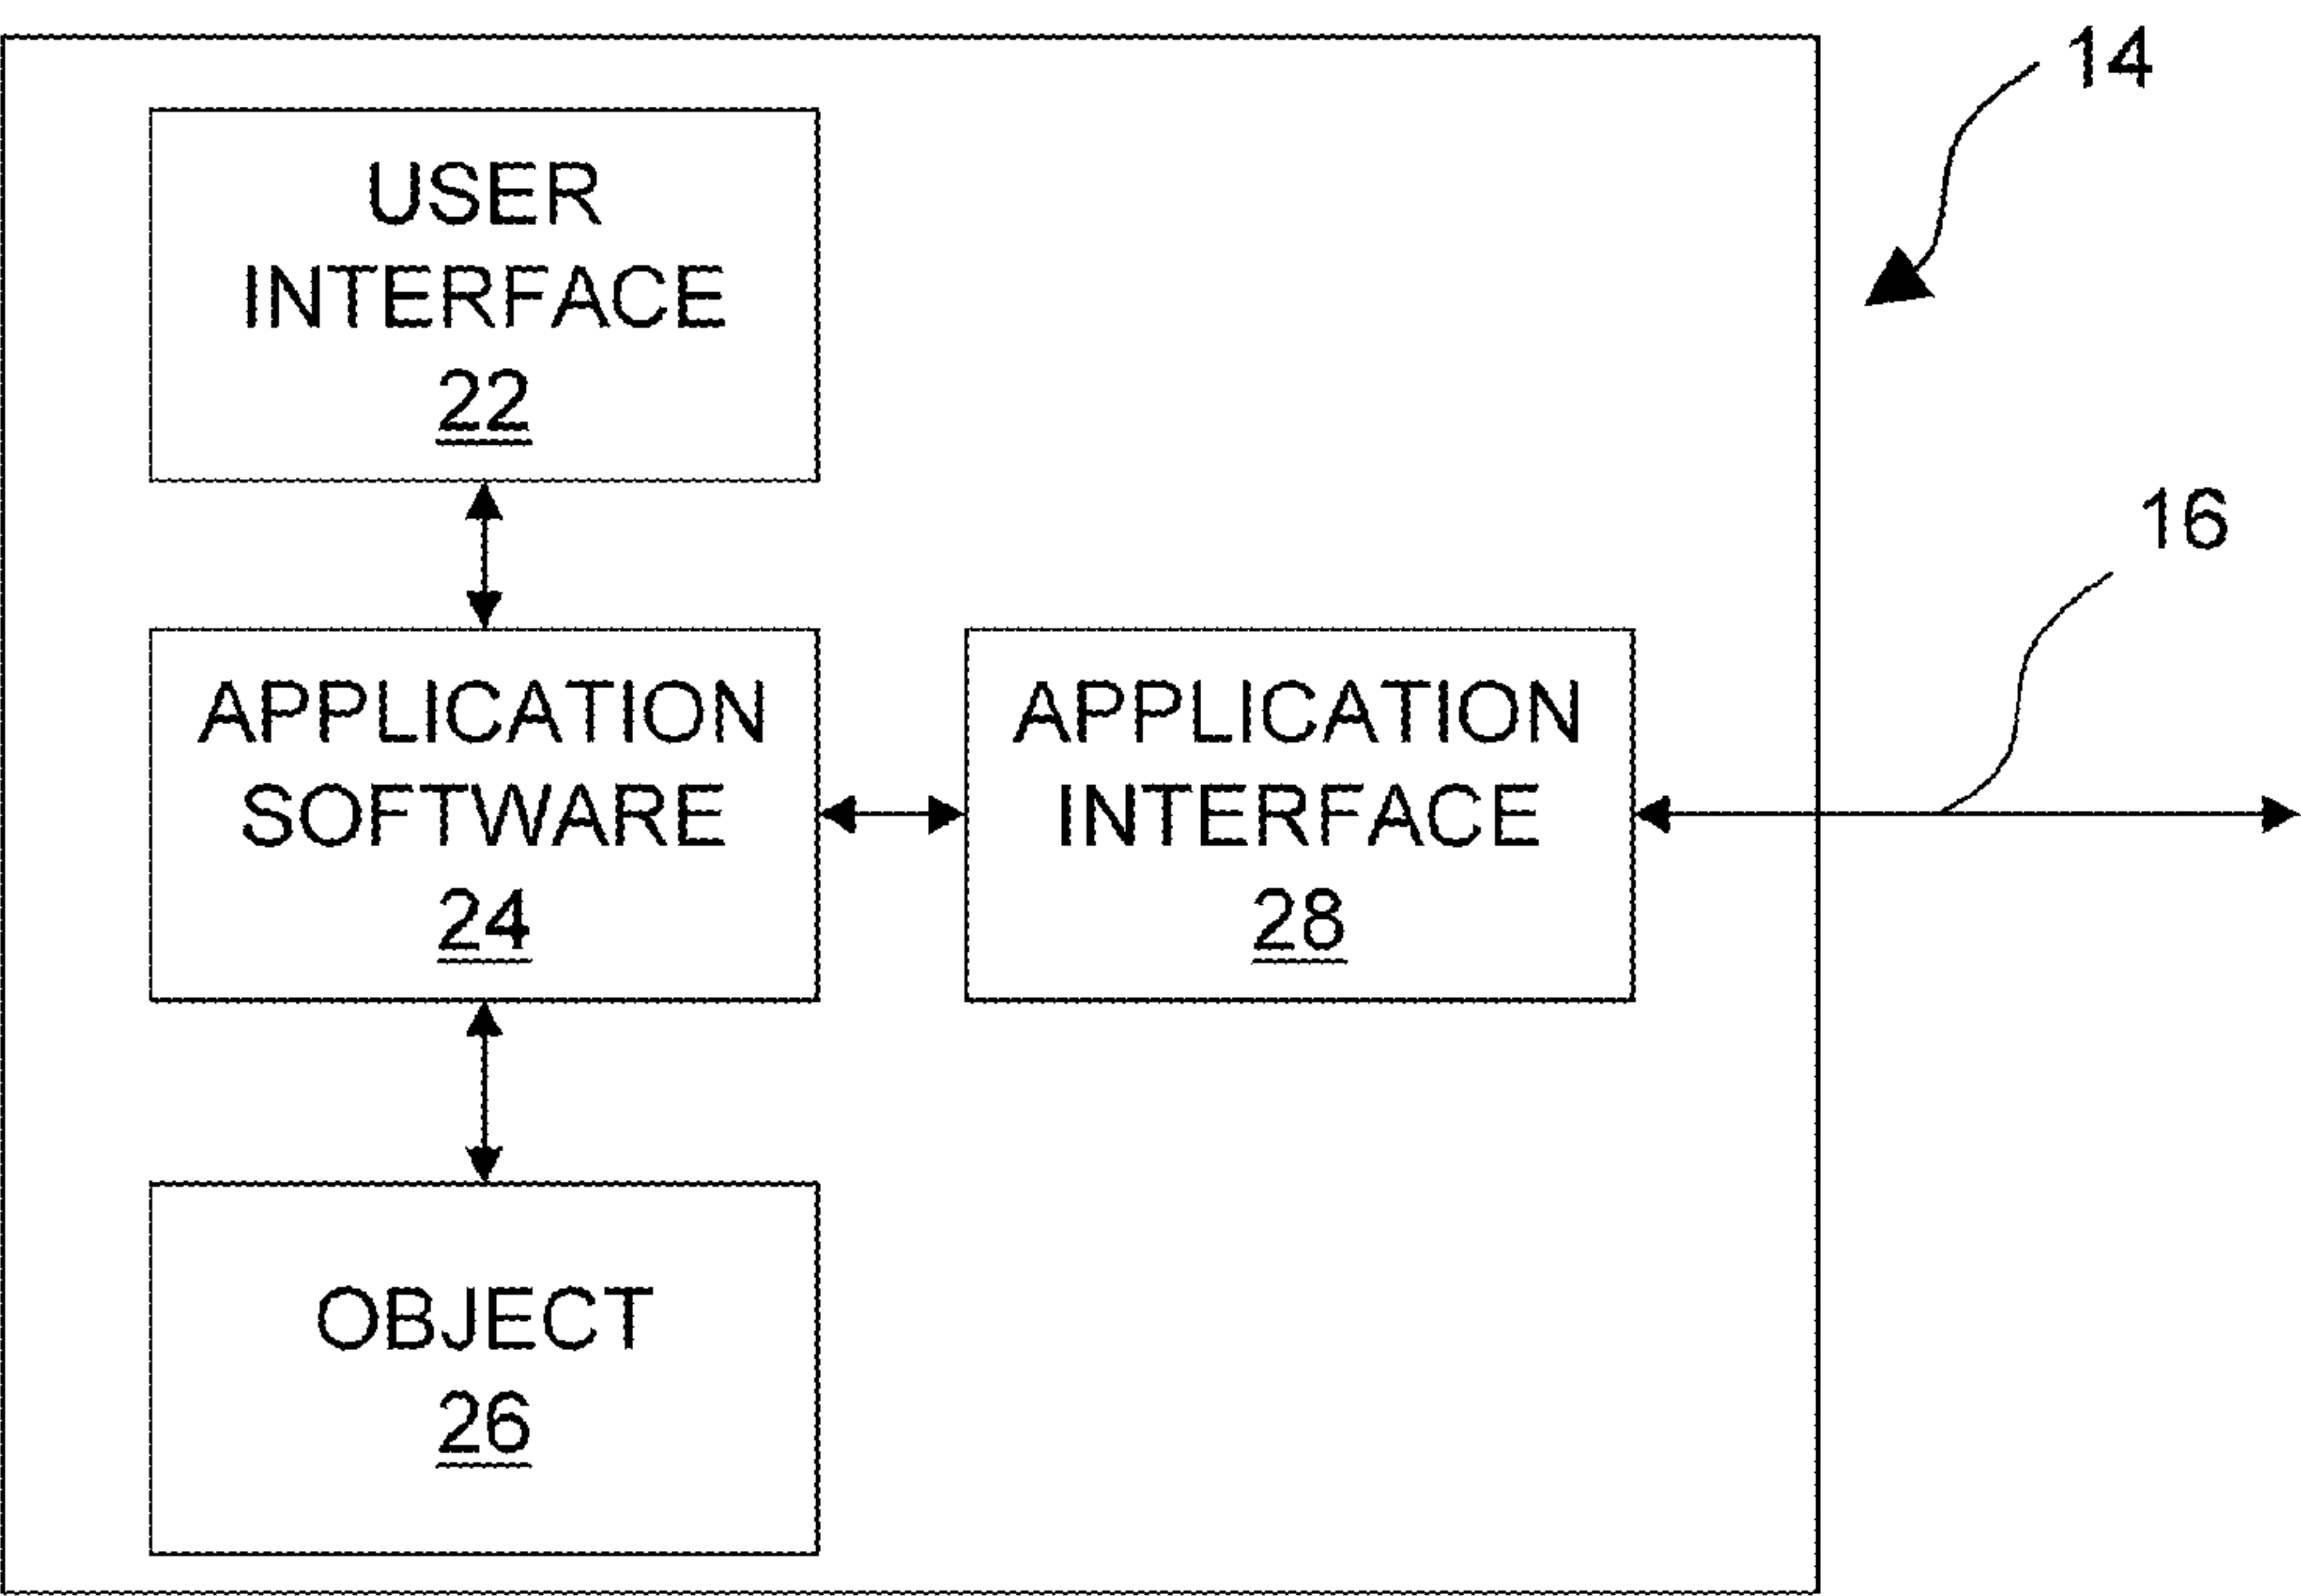 14
USER
INTERFACE
22
16
APPLICATION
SOFTWARE
24
APPLICATION
INTERFACE
28
OBJECT
26